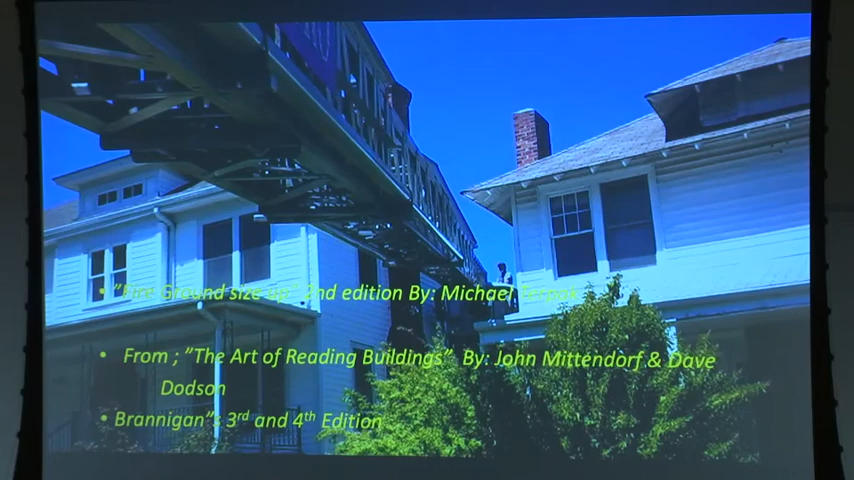 • "Fire Ground size up" 2nd edition By: Michael Terpak
• From ; "The Art of Reading Buildings" By: John Mittendorf & Dave
Dodson
• Brannigan"s 3rd and 4th Edition